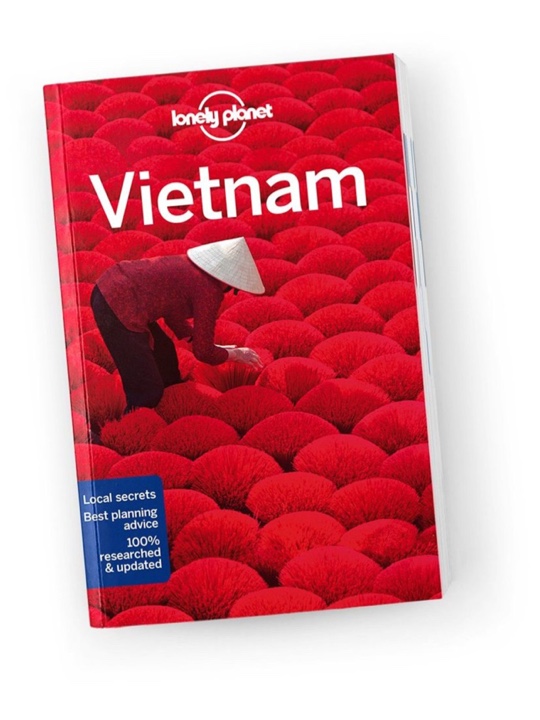 lonely planet
Vietnam
Local secrets
Best planning
advice
100%
researched
& updated